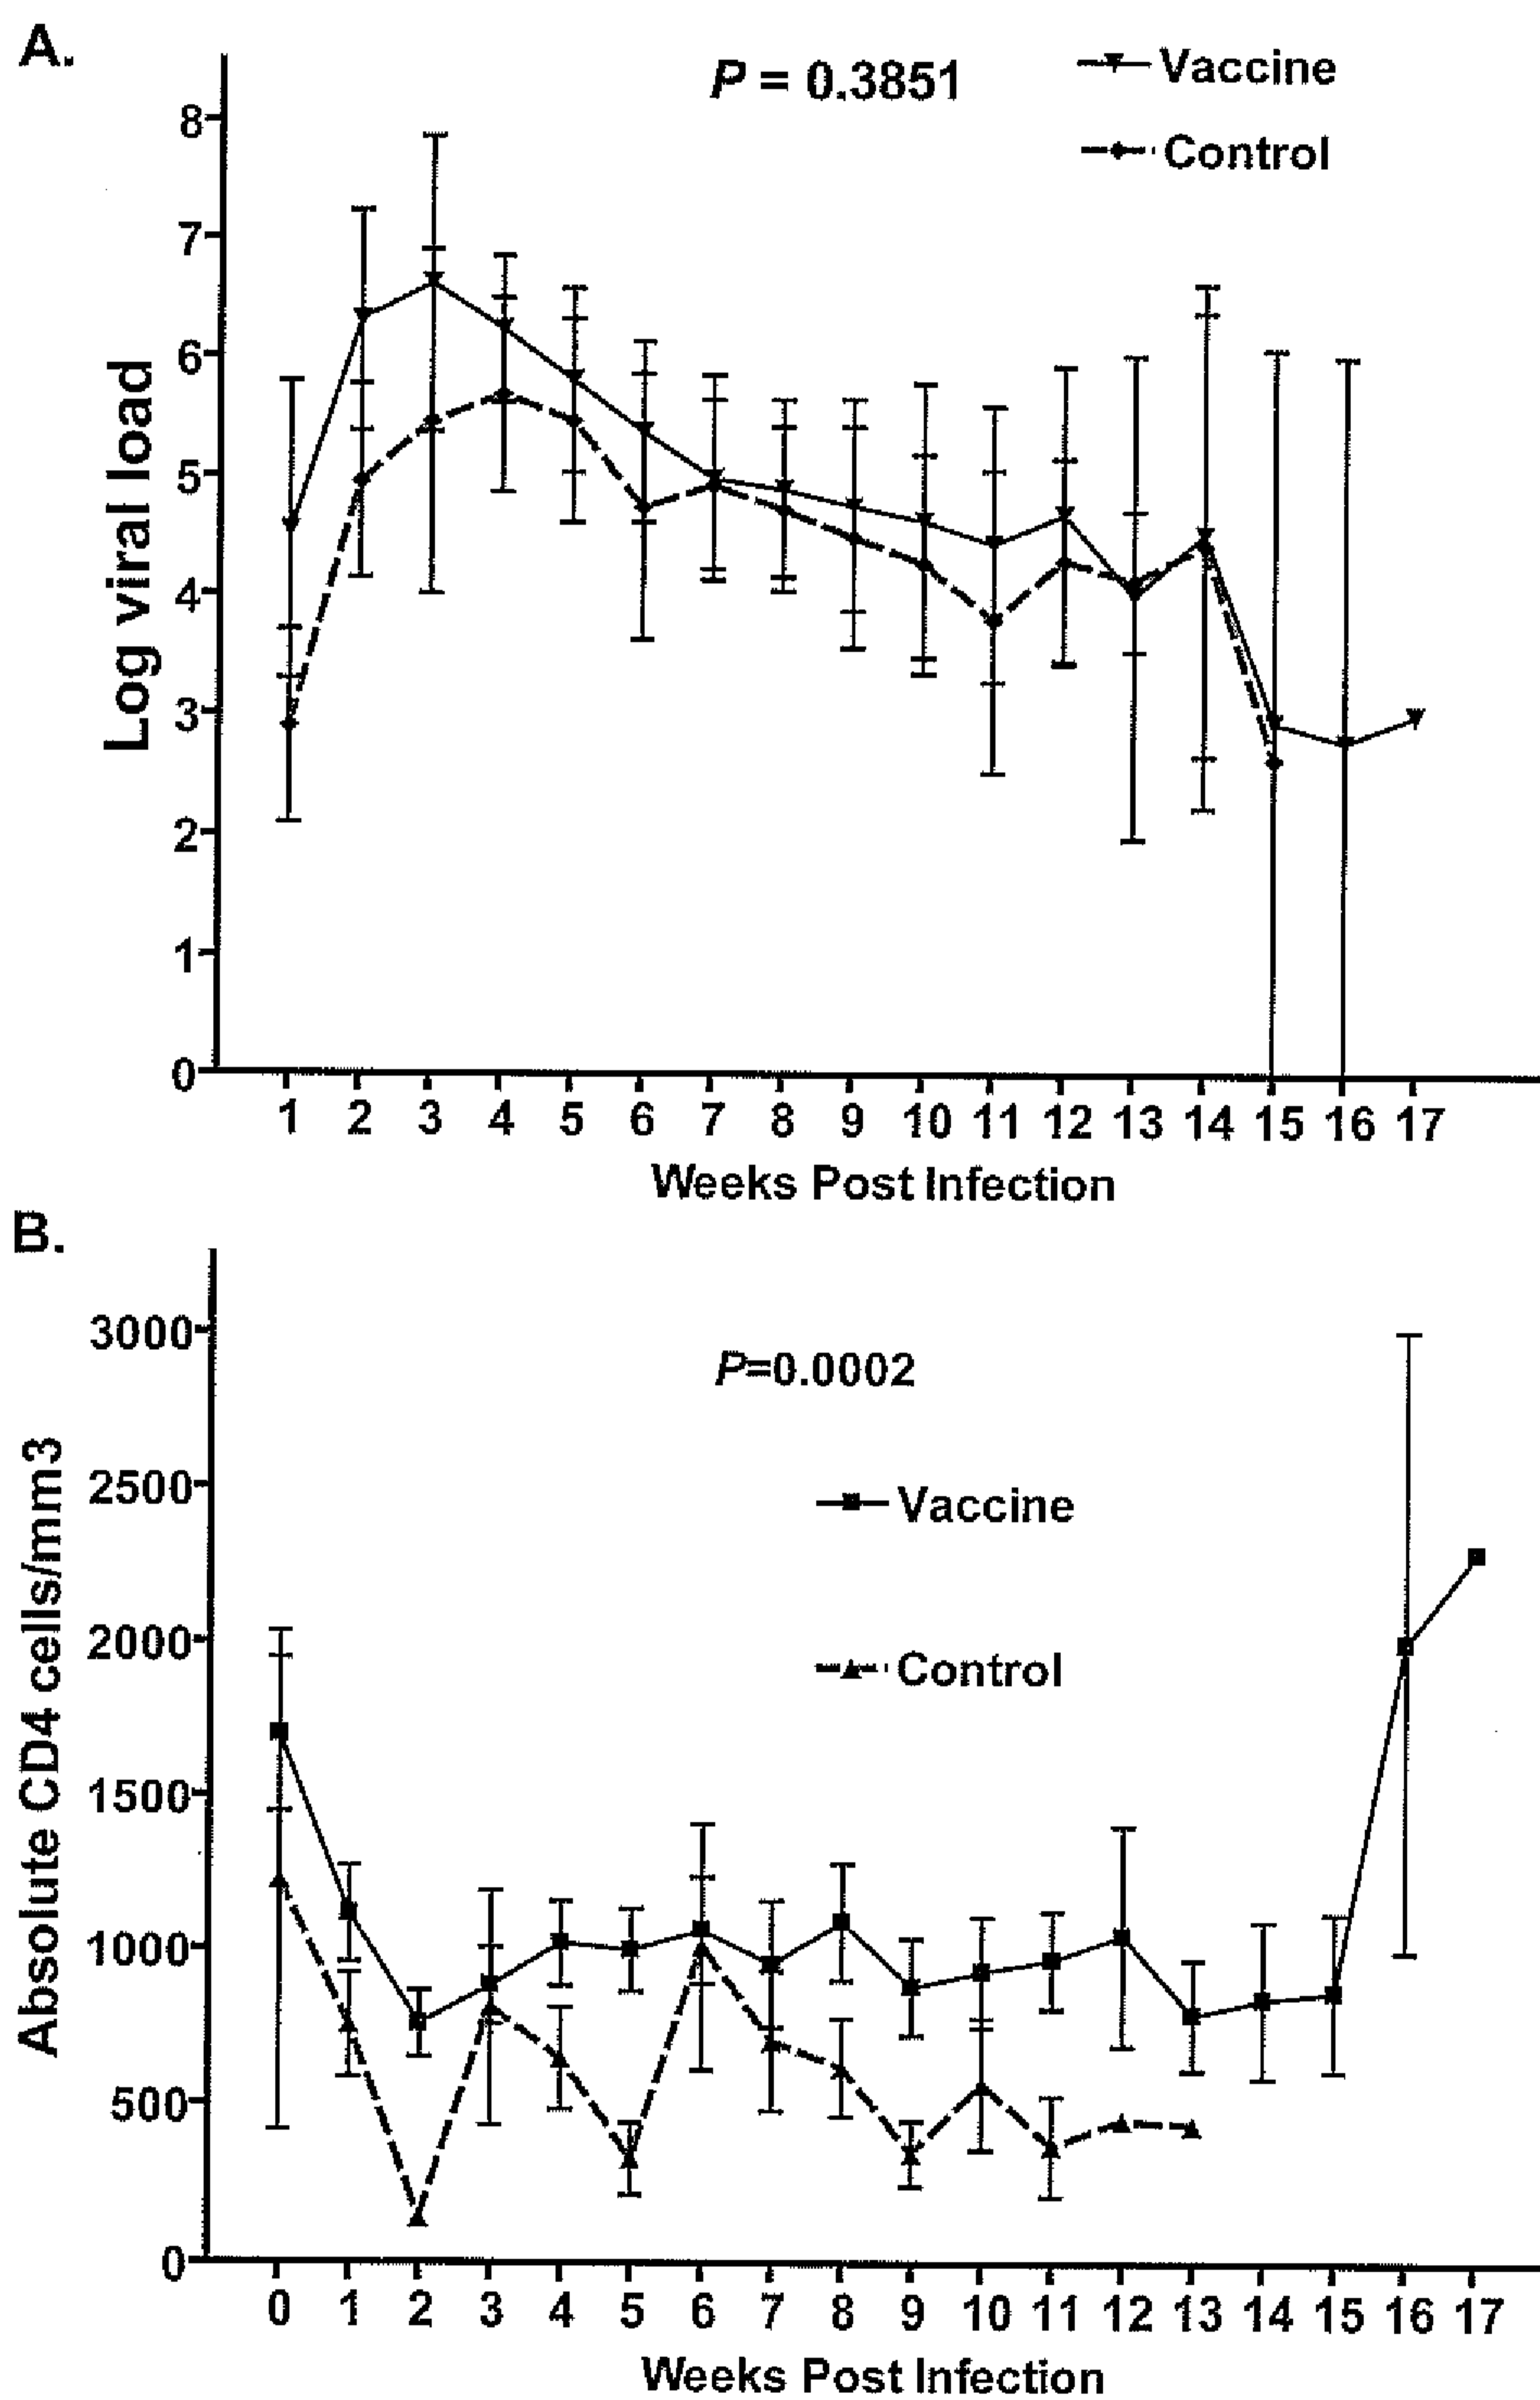 A.
P = 0.3851
Vaccine
Control
8
7
6
5
4
3
2
1
0
Log viral load
1 2 3 4 5 6 7 8 9 10 11 12 13 14 15 16 17
Weeks Post Infection
B.
3000
2500
2000
1500
1000
500
0
P=0.0002
Vaccine
Control
Absolute CD4 cells/mm3
0 1 2 3 4 5 6 7 8 9 10 11 12 13 14 15 16 17
Weeks Post Infection